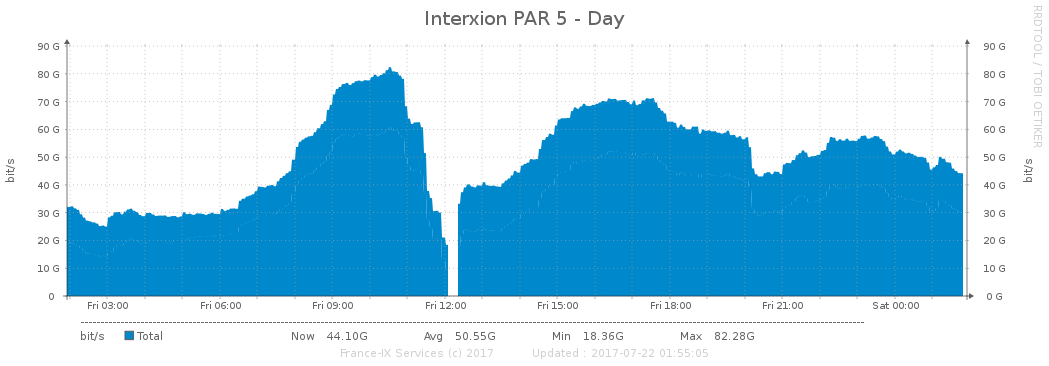 Interxion PAR 5 - Day
RRDTOOL / TOBI OETIKER
90 G 90 G
80 G 80 G
70 G 70 G
60 G 60 G
50 G 50 G
40 G 40 G
30 G 30 G
20 G 20 G
10 G 10 G
0 0 G
bit/s bit/s
Fri 03:00 Fri 06:00 Fri 09:00 Fri 12:00 Fri 15:00 Fri 18:00 Fri 21:00 Sat 00:00
bit/s Total Now 44.10G Avg 50.55G Min 18.36G Max 82.28G
France-IX Services (c) 2017 Updated : 2017-07-22 01:55:05